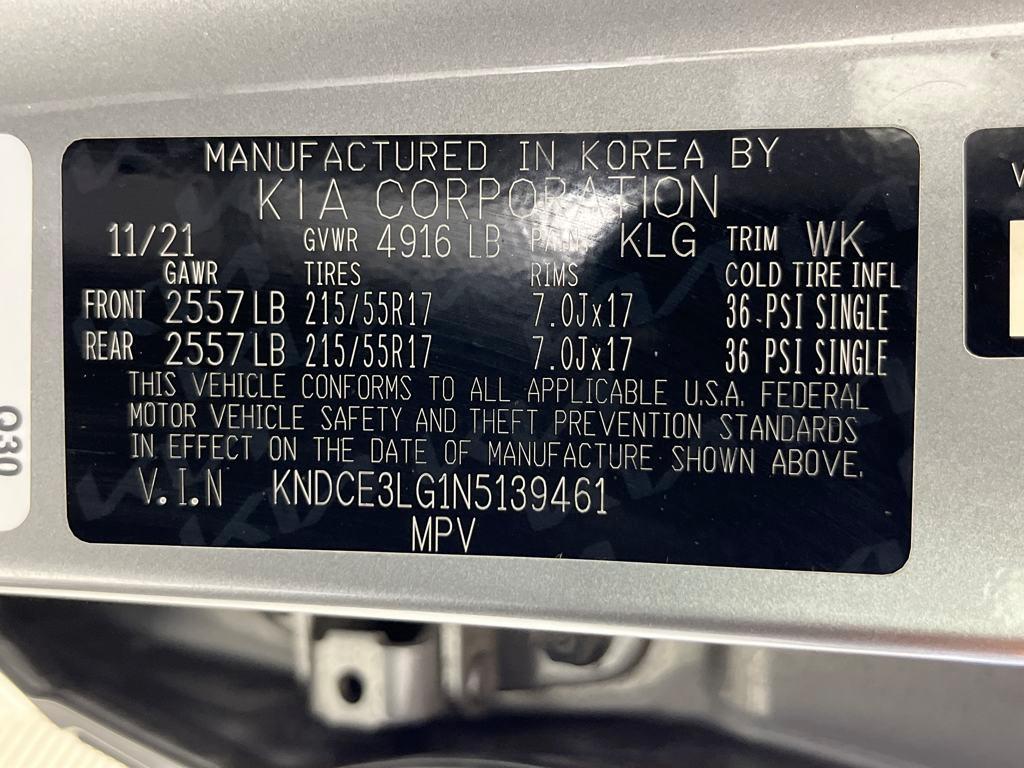 MANUFACTURED IN KOREA BY
KIA CORPORATION
11/21 GVWR 4916 LB PAINT KLG TRIM WK
GAWR TIRES RIMS COLD TIRE INFL
FRONT 2557 LB 215/55R17 7.0Jx17 36 PSI SINGLE
REAR 2557 LB 215/55R17 7.0Jx17 36 PSI SINGLE
THIS VEHICLE CONFORMS TO ALL APPLICABLE U.S.A. FEDERAL
MOTOR VEHICLE SAFETY AND THEFT PREVENTION STANDARDS
IN EFFECT ON THE DATE OF MANUFACTURE SHOWN ABOVE.
V.I.N KNDCE3LG1N5139461
MPV